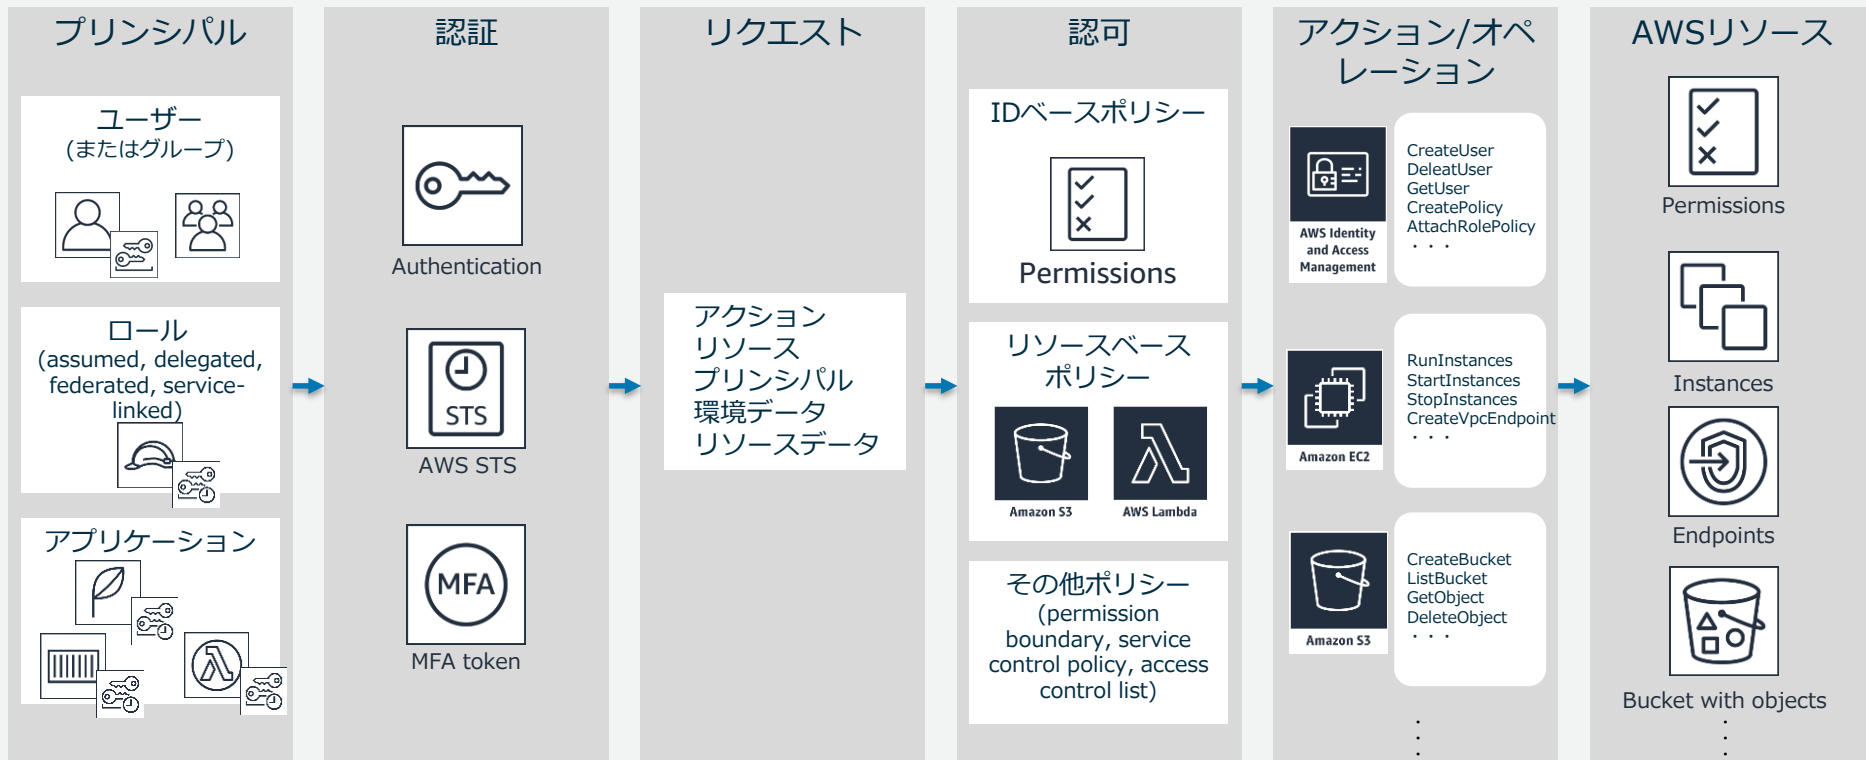 プリンシパル
ユーザー
(またはグループ)
ロール
(assumed, delegated,
federated, service-
linked)
アプリケーション
認証
Authentication
STS
AWS STS
MFA
MFA token
リクエスト
アクション
リソース
プリンシパル
環境データ
リソースデータ
認可
IDベースポリシー
Permissions
リソースベース
ポリシー
Amazon S3
AWS Lambda
その他ポリシー
(permission
boundary, service
control policy, access
control list)
アクション/オペ
レーション
AWS Identity
and Access
Management
CreateUser
DeleatUser
GetUser
CreatePolicy
AttachRolePolicy
・・・
Amazon EC2
RunInstances
StartInstances
StopInstances
CreateVpcEndpoint
・・・
Amazon S3
CreateBucket
ListBucket
GetObject
DeleteObject
・・・
AWSリソース
Permissions
Instances
Endpoints
Bucket with objects